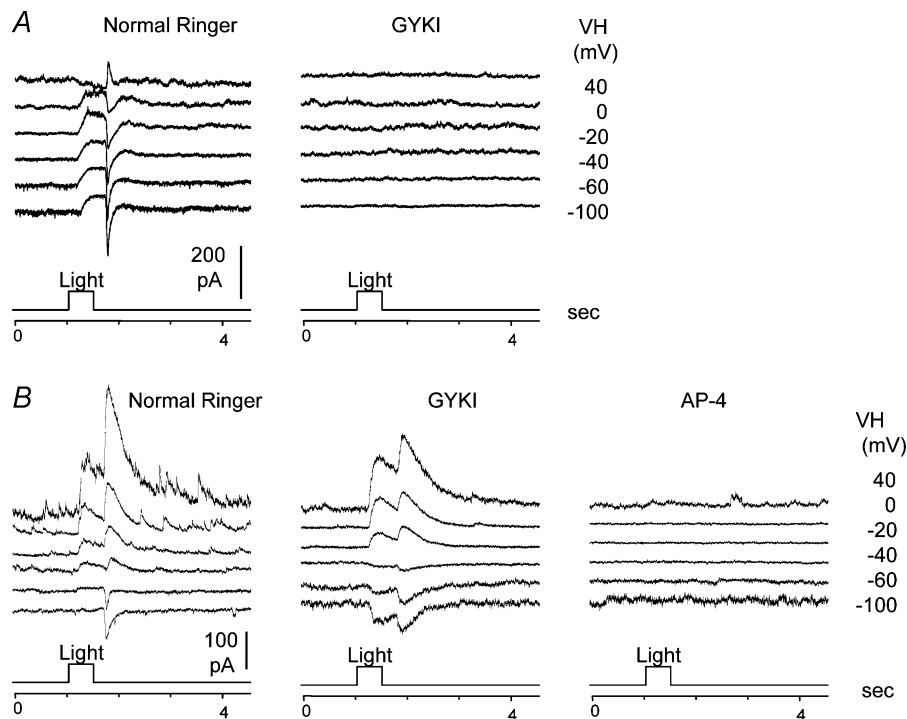 A
Normal Ringer
GYKI
VH
(mV)
40
0
-20
-40
-60
-100
200
pA
Light
Light
sec
0
4
0
4
B
Normal Ringer
GYKI
AP-4
VH
(mV)
40
0
-20
-40
-60
-100
100
pA
Light
Light
Light
sec
0
4
0
4
0
4